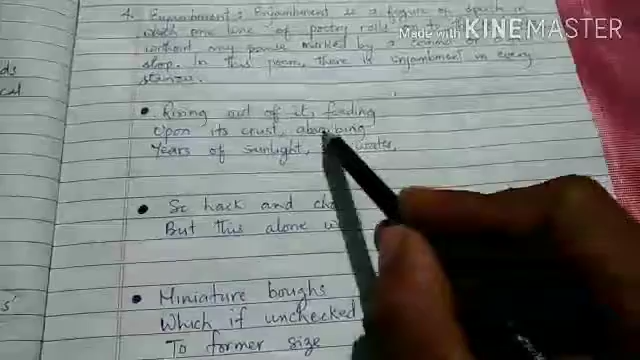 Made with KINEMASTER
4. Enjambment: Enjambment is a figure of speech in
which one line of poetry rolls on to the
without any pause marked by a comma or
stop. In this poem, there is enjambment in every
stanza.
• Rising out of it, feeding
Upon its crust, absorbing
Years of sunlight, water,
• So hack and
But this alone
• Miniature boughs
Which if unchecked
To former size